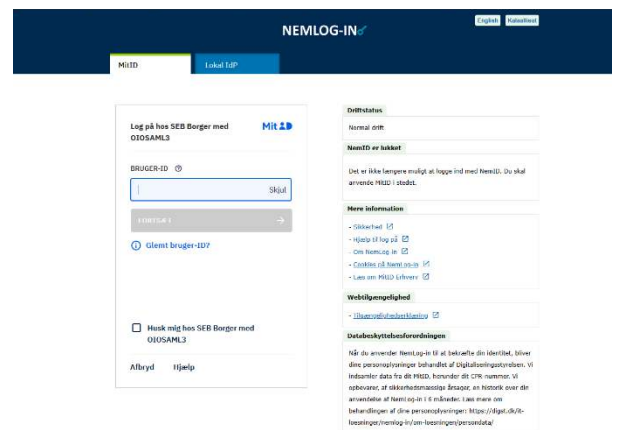 NEMLOG-IN
English Kalaallisut
MitID
Lokal IdP
Log på hos SEB Borger med
OIOSAML3
Mit
BRUGER-ID
Skjul
FORTSÆT
Glemt bruger-ID?
Husk mig hos SEB Borger med
OIOSAML3
Afbryd Hjælp
Driftstatus
Normal drift
NemID er lukket
Det er ikke længere muligt at logge ind med NemID. Du skal
anvende MitID i stedet.
Mere information
- Sikkerhed
- Hjælp til log på
- Om NemLog-in
- Cookies på NemLog-in
- Læs om MitID Erhverv
Webtilgængelighed
- Tilgængelighedserklæring
Databeskyttelsesforordningen
Når du anvender NemLog-in til at bekræfte din identitet, bliver
dine personoplysninger behandlet af Digitaliseringsstyrelsen. Vi
indsamler data fra dit MitID, herunder dit CPR-nummer. Vi
opbevarer, af sikkerhedsmæssige årsager, en historik over din
anvendelse af NemLog-in i 6 måneder. Læs mere om
behandlingen af dine personoplysninger: https://digst.dk/it-
loesninger/nemlog-in/om-loesningen/persondata/